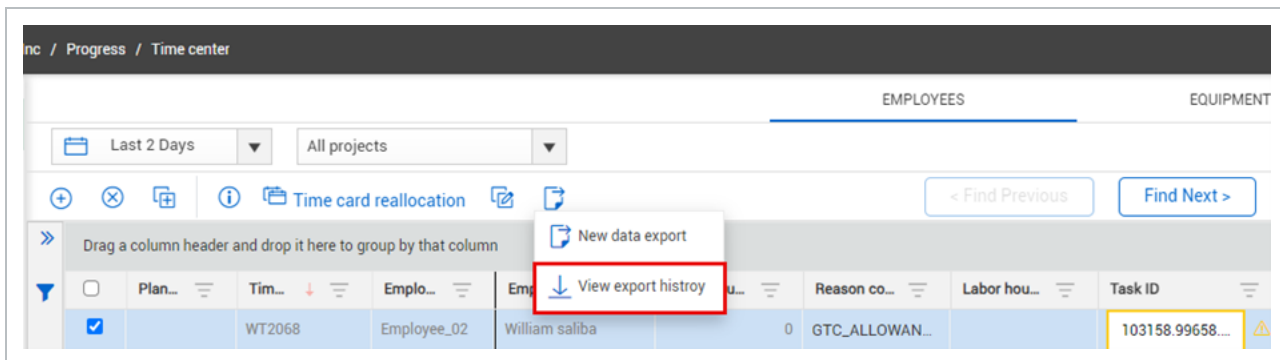 nc / Progress / Time center
EMPLOYEES EQUIPMENT
Last 2 Days All projects
Time card reallocation < Find Previous Find Next >
New data export
Drag a column header and drop it here to group by that column
View export histroy
Plan... Tim... Emplo... Emp u... Reason co... Labor hou... Task ID
WT2068 Employee_02 William saliba 0 GTC_ALLOWAN... 103158.99658....